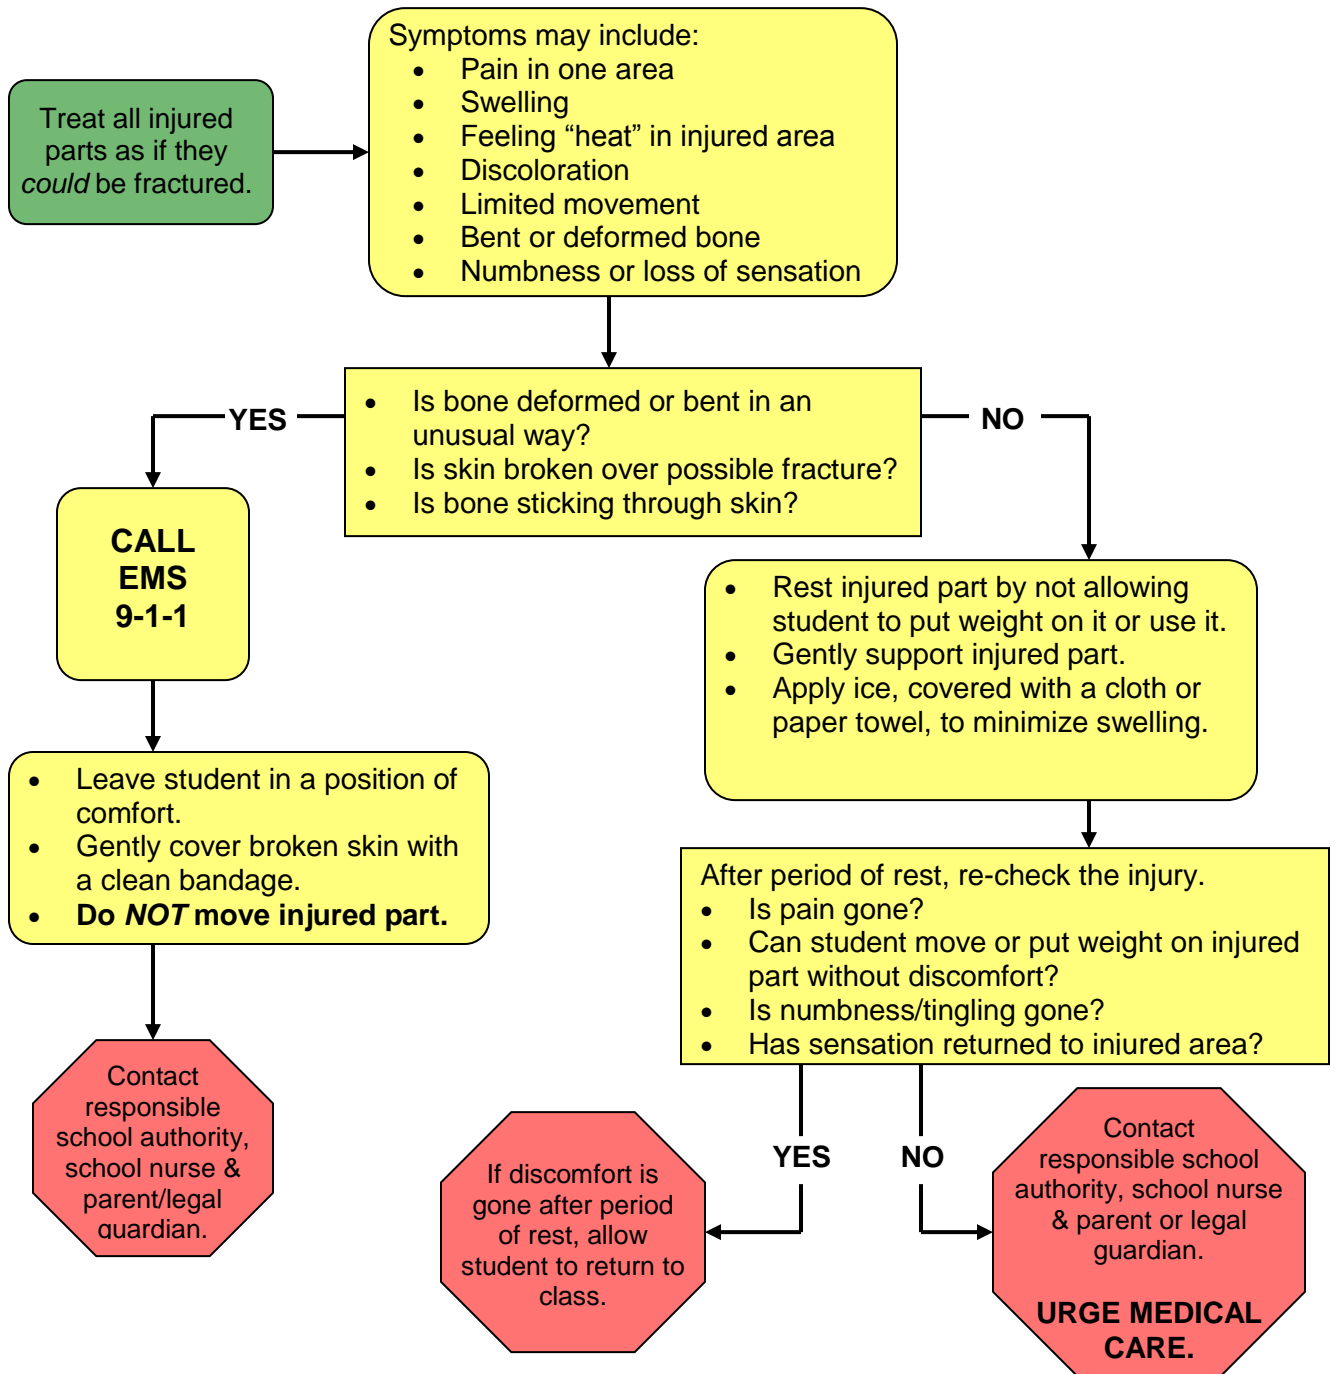 Treat all injured
parts as if they
could be fractured.
Symptoms may include:
• Pain in one area
• Swelling
• Feeling “heat” in injured area
• Discoloration
• Limited movement
• Bent or deformed bone
• Numbness or loss of sensation
• Is bone deformed or bent in an
unusual way?
• Is skin broken over possible fracture?
• Is bone sticking through skin?
YES
NO
CALL
EMS
9-1-1
• Leave student in a position of
comfort.
• Gently cover broken skin with
a clean bandage.
• Do NOT move injured part.
Contact
responsible
school authority,
school nurse &
parent/legal
guardian.
• Rest injured part by not allowing
student to put weight on it or use it.
• Gently support injured part.
• Apply ice, covered with a cloth or
paper towel, to minimize swelling.
After period of rest, re-check the injury.
• Is pain gone?
• Can student move or put weight on injured
part without discomfort?
• Is numbness/tingling gone?
• Has sensation returned to injured area?
YES
NO
If discomfort is
gone after period
of rest, allow
student to return to
class.
Contact
responsible school
authority, school nurse
& parent or legal
guardian.
URGE MEDICAL
CARE.